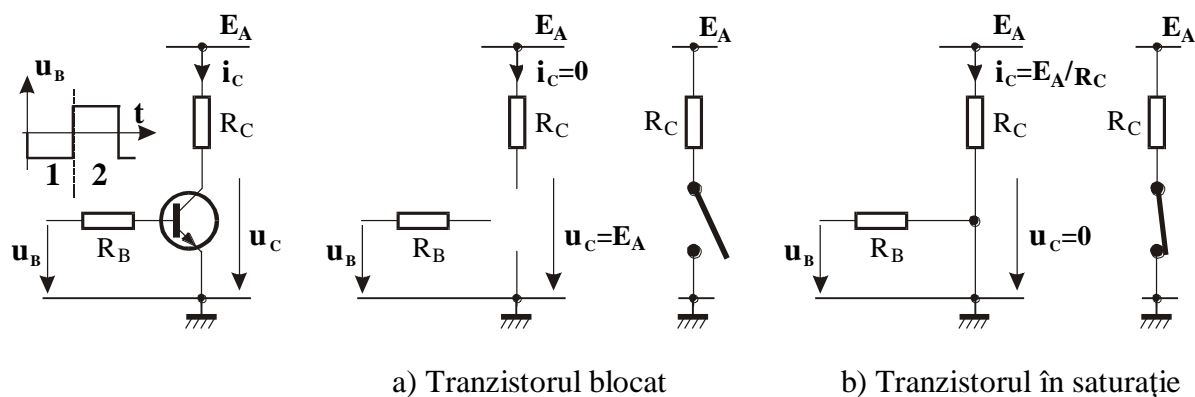 E_A
E_A
E_A
E_A
E_A
u_B
i_C
i_C=0
i_C=E_A/R_C
t
R_C
R_C
R_C
R_C
R_C
1
2
u_B
R_B
u_C
u_B
R_B
u_C=E_A
u_B
R_B
u_C=0
a) Tranzistorul blocat
b) Tranzistorul în saturație